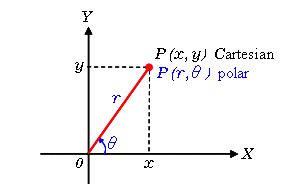 Y
P(x, y) Cartesian
y
P(r, θ) polar
r
θ
0
x
X